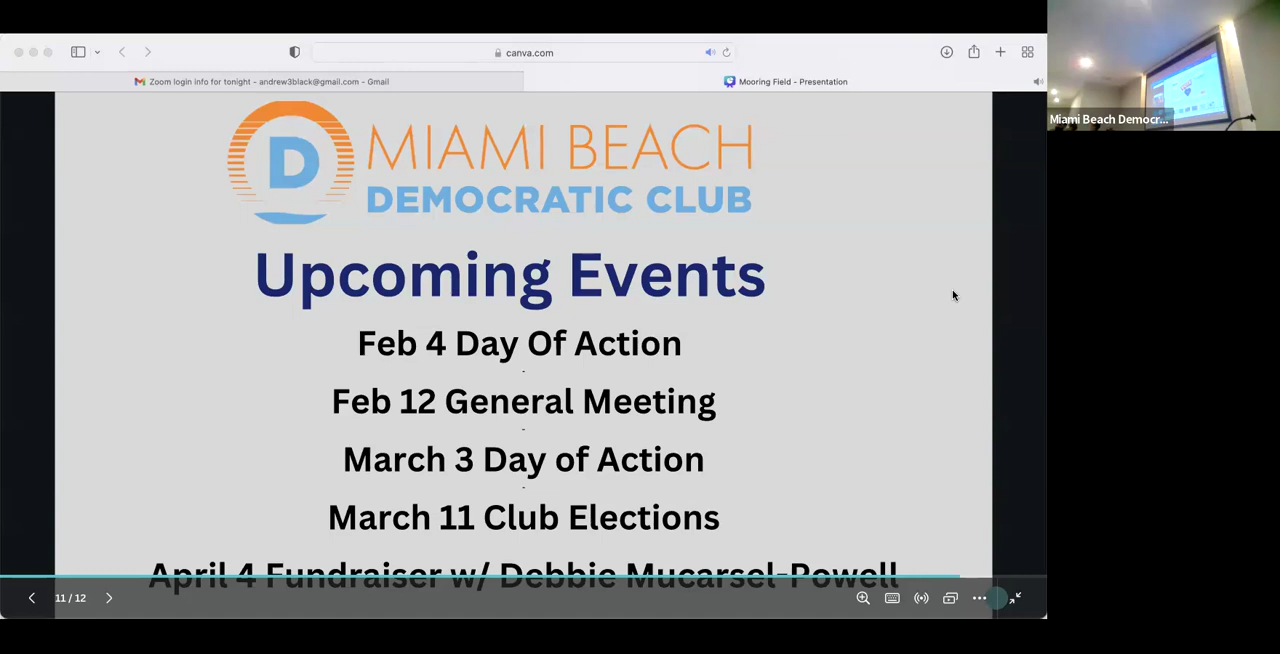 canva.com
Zoom login info for tonight - andrew3black@gmail.com - Gmail
Mooring Field - Presentation
Miami Beach Democr...
D
MIAMI BEACH
DEMOCRATIC CLUB
Upcoming Events
Feb 4 Day Of Action
Feb 12 General Meeting
March 3 Day of Action
March 11 Club Elections
April 4 Fundraiser w/ Debbie Mucarsel-Powell
11 / 12